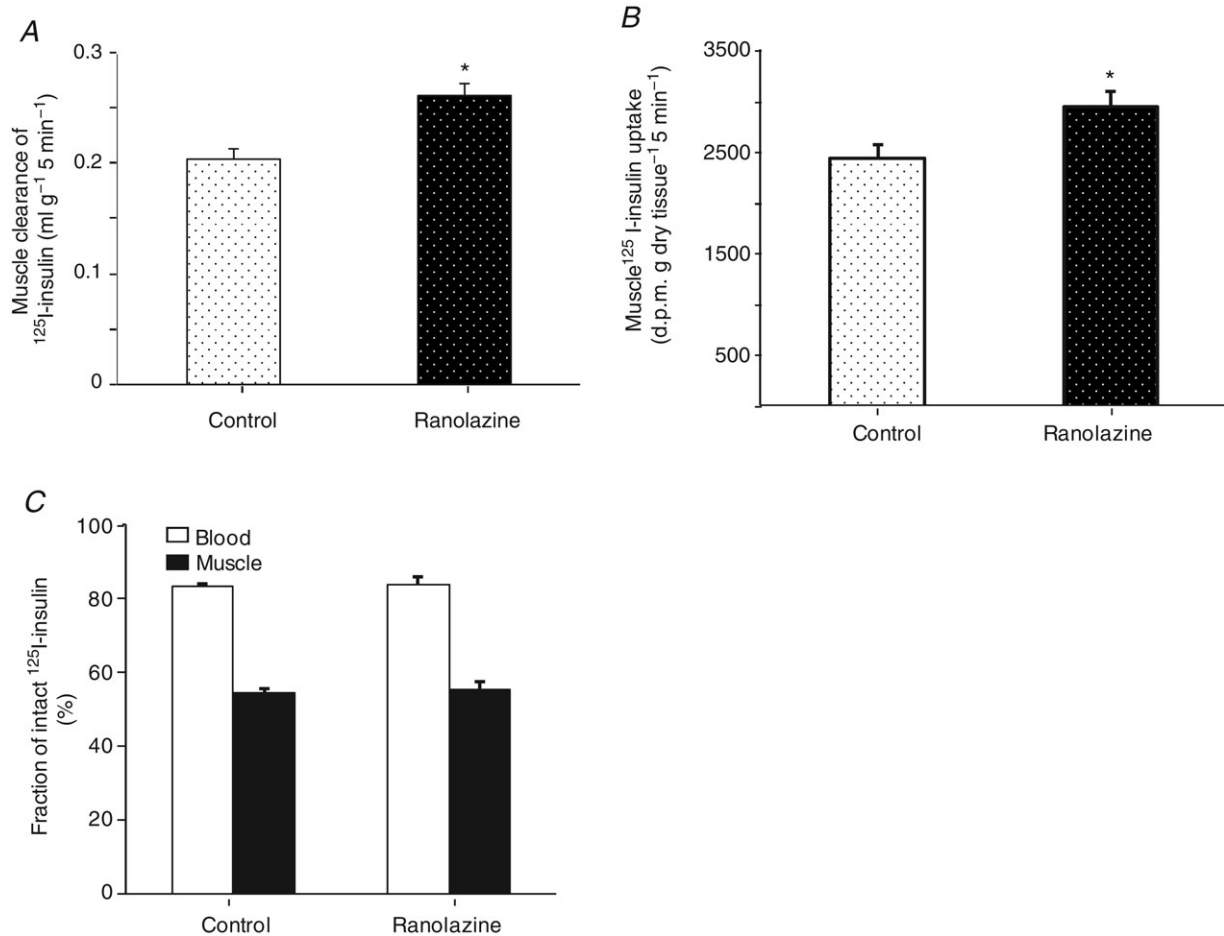 A
Muscle clearance of
¹²⁵I-insulin (ml g⁻¹ 5 min⁻¹)
0.3
0.2
0.1
0
*
Control
Ranolazine
B
Muscle¹²⁵ I-insulin uptake
(d.p.m. g dry tissue⁻¹ 5 min⁻¹)
3500
2500
1500
500
*
Control
Ranolazine
C
Fraction of intact ¹²⁵I-insulin
(%)
100
80
60
40
20
0
Blood
Muscle
Control
Ranolazine